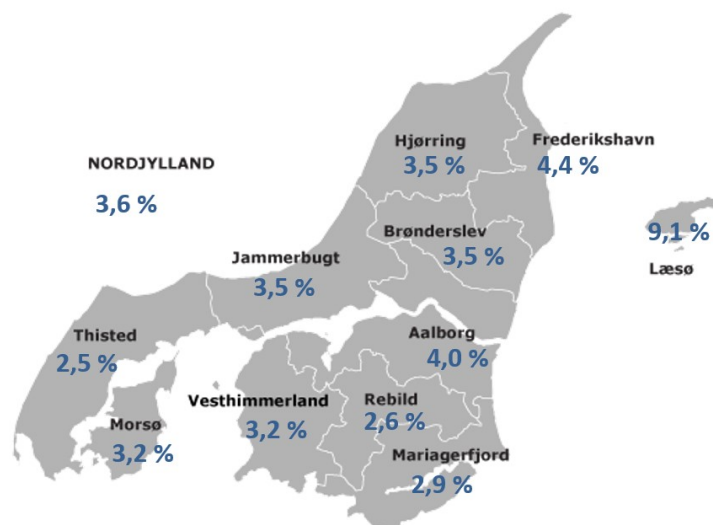 Hjørring
3,5 %
Frederikshavn
4,4 %
NORDJYLLAND
3,6 %
Brønderslev
3,5 %
9,1 %
Læsø
Jammerbugt
3,5 %
Thisted
2,5 %
Aalborg
4,0 %
Vesthimmerland
3,2 %
Rebild
2,6 %
Morsø
3,2 %
Mariagerfjord
2,9 %